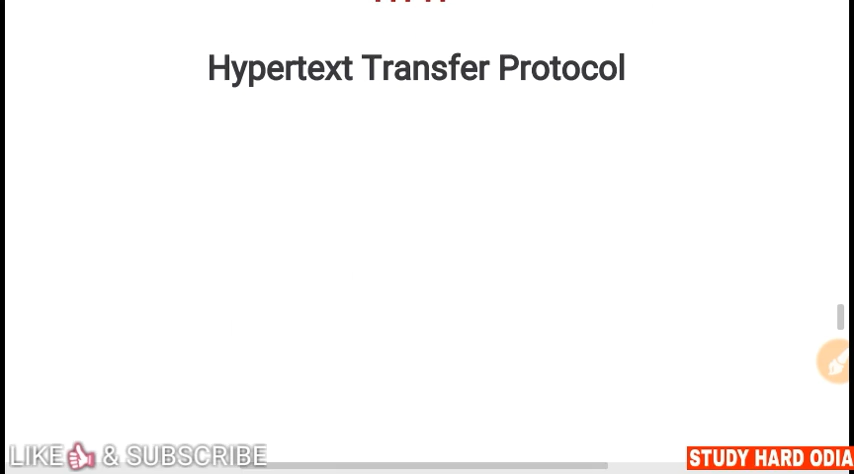 Hypertext Transfer Protocol
LIKE & SUBSCRIBE
STUDY HARD ODIA